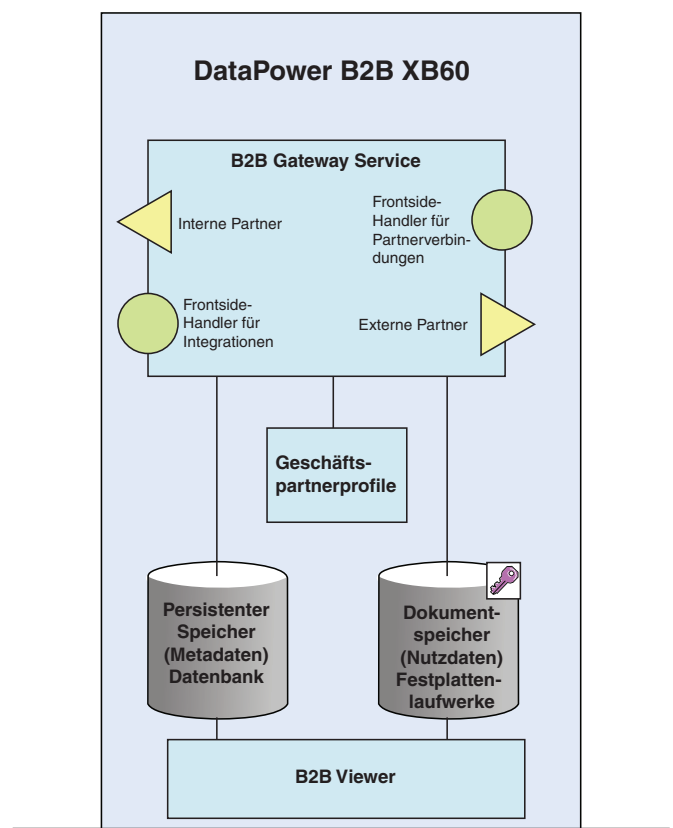 DataPower B2B XB60
B2B Gateway Service
Interne Partner
Frontside-
Handler für
Partnerverbin-
dungen
Frontside-
Handler für
Integrationen
Externe Partner
Geschäfts-
partnerprofile
Persistenter
Speicher
(Metadaten)
Datenbank
Dokument-
speicher
(Nutzdaten)
Festplatten-
laufwerke
B2B Viewer